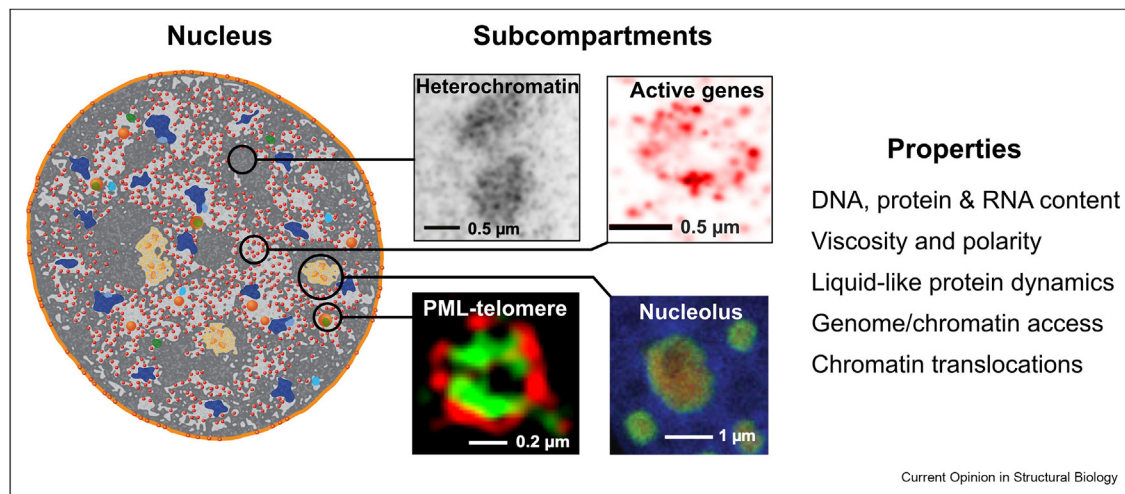 Nucleus
Subcompartments
Heterochromatin
0.5 µm
Active genes
0.5 µm
PML-telomere
0.2 µm
Nucleolus
1 µm
Properties
DNA, protein & RNA content
Viscosity and polarity
Liquid-like protein dynamics
Genome/chromatin access
Chromatin translocations
Current Opinion in Structural Biology